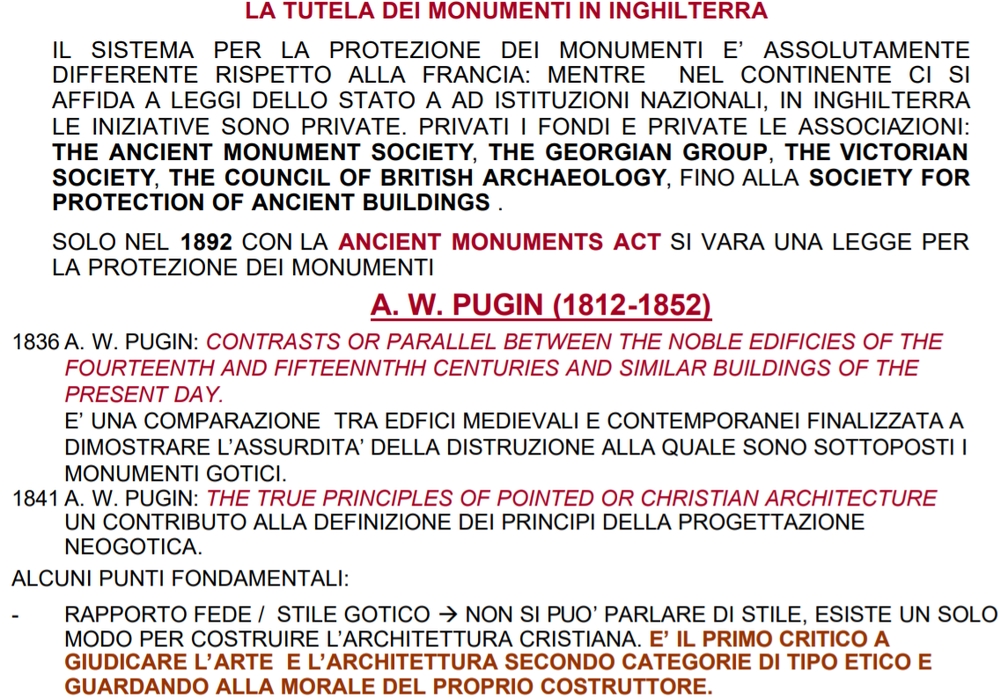 LA TUTELA DEI MONUMENTI IN INGHILTERRA
IL SISTEMA PER LA PROTEZIONE DEI MONUMENTI E' ASSOLUTAMENTE
DIFFERENTE RISPETTO ALLA FRANCIA: MENTRE NEL CONTINENTE CI SI
AFFIDA A LEGGI DELLO STATO A AD ISTITUZIONI NAZIONALI, IN INGHILTERRA
LE INIZIATIVE SONO PRIVATE. PRIVATI I FONDI E PRIVATE LE ASSOCIAZIONI:
THE ANCIENT MONUMENT SOCIETY, THE GEORGIAN GROUP, THE VICTORIAN
SOCIETY, THE COUNCIL OF BRITISH ARCHAEOLOGY, FINO ALLA SOCIETY FOR
PROTECTION OF ANCIENT BUILDINGS .
SOLO NEL 1892 CON LA ANCIENT MONUMENTS ACT SI VARA UNA LEGGE PER
LA PROTEZIONE DEI MONUMENTI
A. W. PUGIN (1812-1852)
1836 A. W. PUGIN: CONTRASTS OR PARALLEL BETWEEN THE NOBLE EDIFICIES OF THE
FOURTEENTH AND FIFTEENNTHH CENTURIES AND SIMILAR BUILDINGS OF THE
PRESENT DAY.
E' UNA COMPARAZIONE TRA EDFICI MEDIEVALI E CONTEMPORANEI FINALIZZATA A
DIMOSTRARE L'ASSURDITA' DELLA DISTRUZIONE ALLA QUALE SONO SOTTOPOSTI I
MONUMENTI GOTICI.
1841 A. W. PUGIN: THE TRUE PRINCIPLES OF POINTED OR CHRISTIAN ARCHITECTURE
UN CONTRIBUTO ALLA DEFINIZIONE DEI PRINCIPI DELLA PROGETTAZIONE
NEOGOTICA.
ALCUNI PUNTI FONDAMENTALI:
- RAPPORTO FEDE / STILE GOTICO → NON SI PUO' PARLARE DI STILE, ESISTE UN SOLO
MODO PER COSTRUIRE L'ARCHITETTURA CRISTIANA. E' IL PRIMO CRITICO A
GIUDICARE L'ARTE E L'ARCHITETTURA SECONDO CATEGORIE DI TIPO ETICO E
GUARDANDO ALLA MORALE DEL PROPRIO COSTRUTTORE.